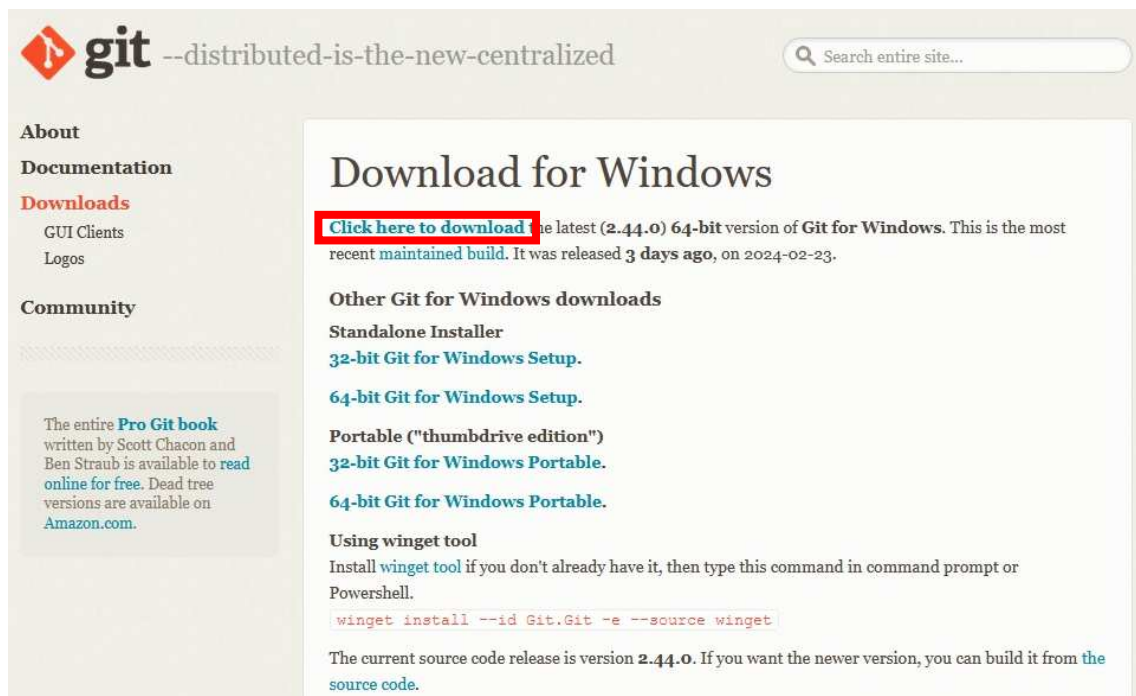 git --distributed-is-the-new-centralized
Search entire site...
About
Documentation
Downloads
GUI Clients
Logos
Community
The entire Pro Git book
written by Scott Chacon and
Ben Straub is available to read
online for free. Dead tree
versions are available on
Amazon.com.
Download for Windows
Click here to download the latest (2.44.0) 64-bit version of Git for Windows. This is the most
recent maintained build. It was released 3 days ago, on 2024-02-23.
Other Git for Windows downloads
Standalone Installer
32-bit Git for Windows Setup.
64-bit Git for Windows Setup.
Portable ("thumbdrive edition")
32-bit Git for Windows Portable.
64-bit Git for Windows Portable.
Using winget tool
Install winget tool if you don't already have it, then type this command in command prompt or
Powershell.
winget install --id Git.Git -e --source winget
The current source code release is version 2.44.0. If you want the newer version, you can build it from the
source code.